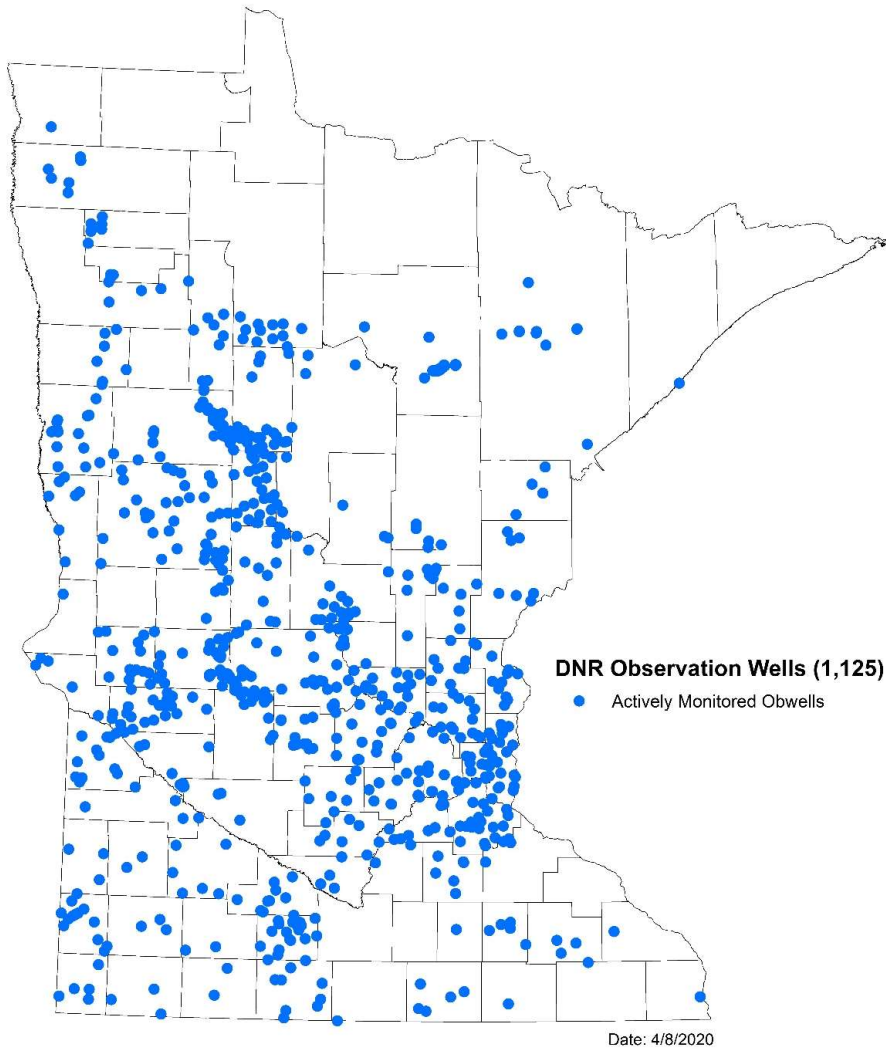 DNR Observation Wells (1,125)
Actively Monitored Obwells
Date: 4/8/2020